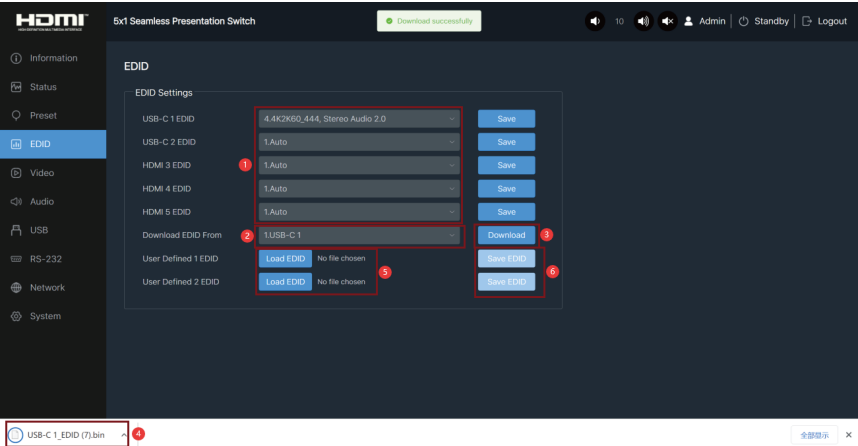 HDMI
HIGH-DEFINITION MULTIMEDIA INTERFACE
5x1 Seamless Presentation Switch
Download successfully
10
Admin
Standby
Logout
Information
Status
Preset
EDID
Video
Audio
USB
RS-232
Network
System
EDID
EDID Settings
USB-C 1 EDID 4.4K2K60_444, Stereo Audio 2.0 Save
USB-C 2 EDID 1.Auto Save
HDMI 3 EDID 1 1.Auto Save
HDMI 4 EDID 1.Auto Save
HDMI 5 EDID 1.Auto Save
Download EDID From 2 1.USB-C 1 Download 3
User Defined 1 EDID Load EDID No file chosen Save EDID
5 6
User Defined 2 EDID Load EDID No file chosen Save EDID
USB-C 1_EDID (7).bin 4 全部显示